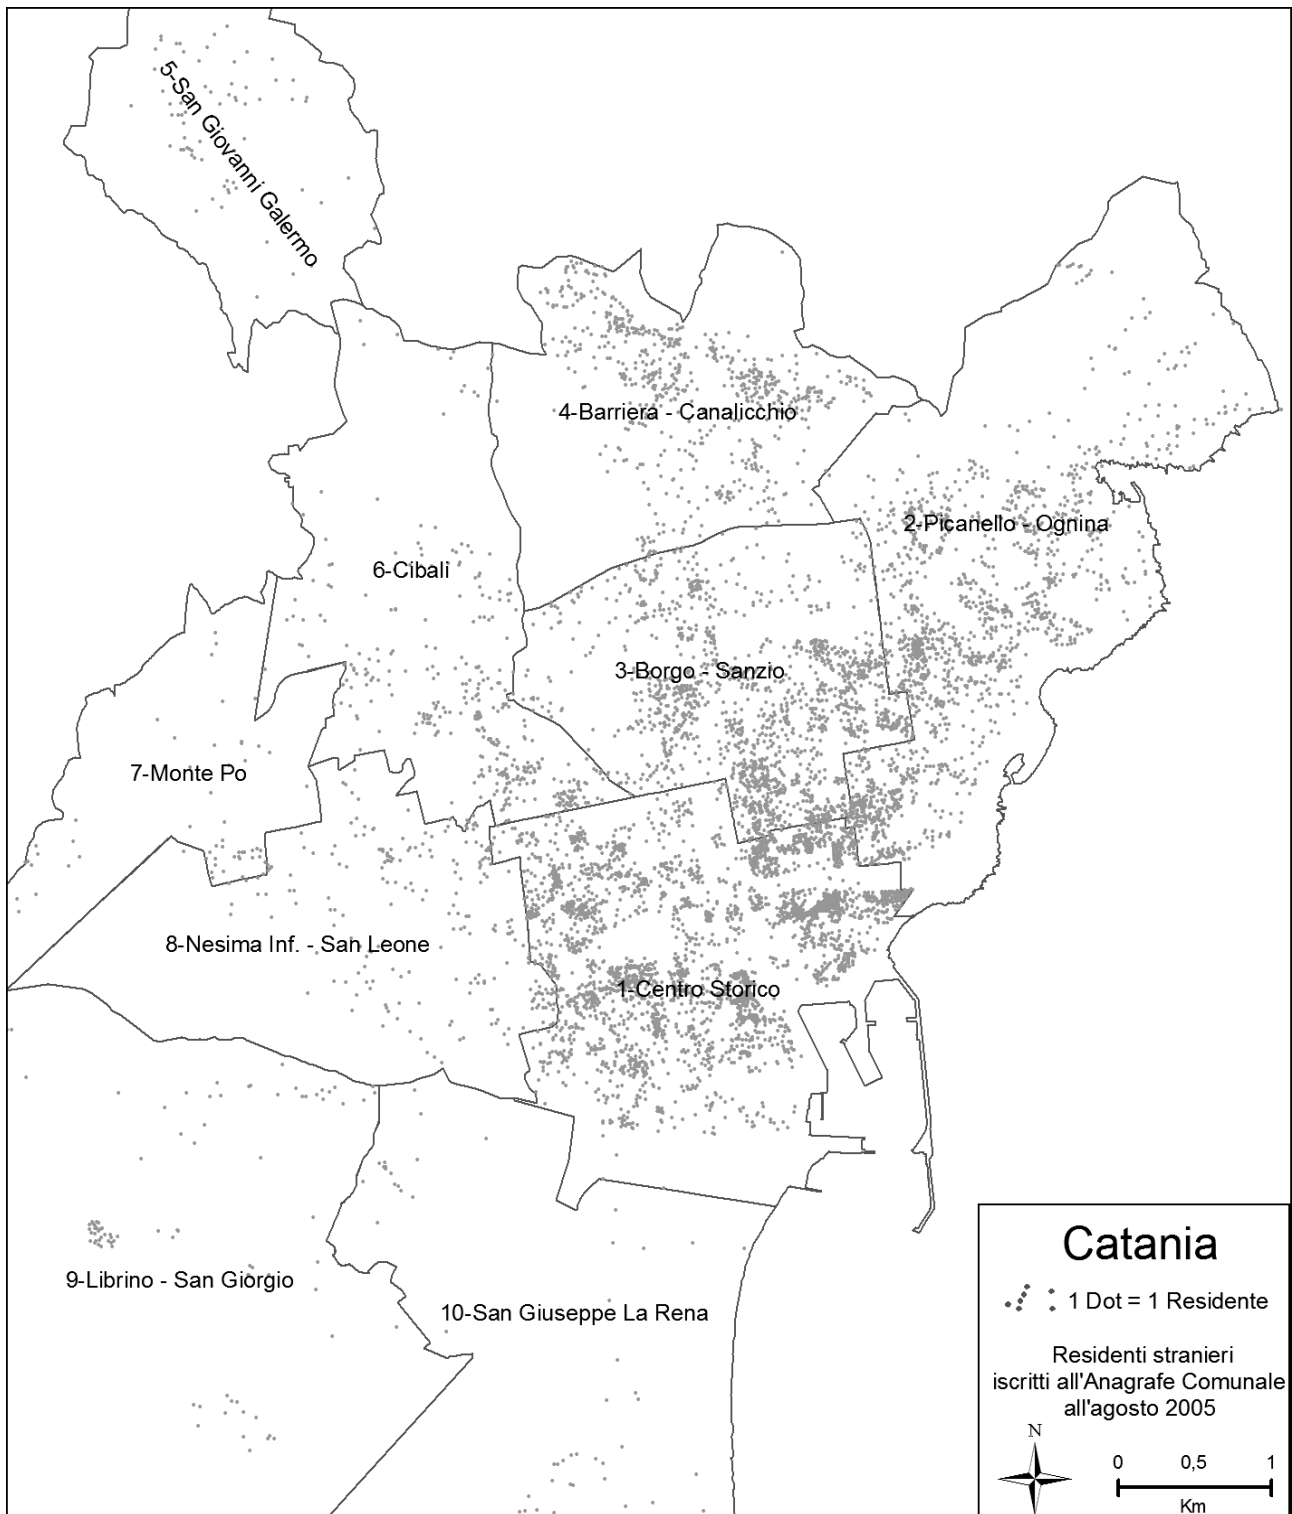 5-San Giovanni Galermo
4-Barriera - Canalicchio
2-Picanello - Ognina
6-Cibali
3-Borgo - Sanzio
7-Monte Po
8-Nesima Inf. - San Leone
1-Centro Storico
9-Librino - San Giorgio
10-San Giuseppe La Rena
Catania
1 Dot = 1 Residente
Residenti stranieri
iscritti all'Anagrafe Comunale
all'agosto 2005
N
0 0,5 1
Km